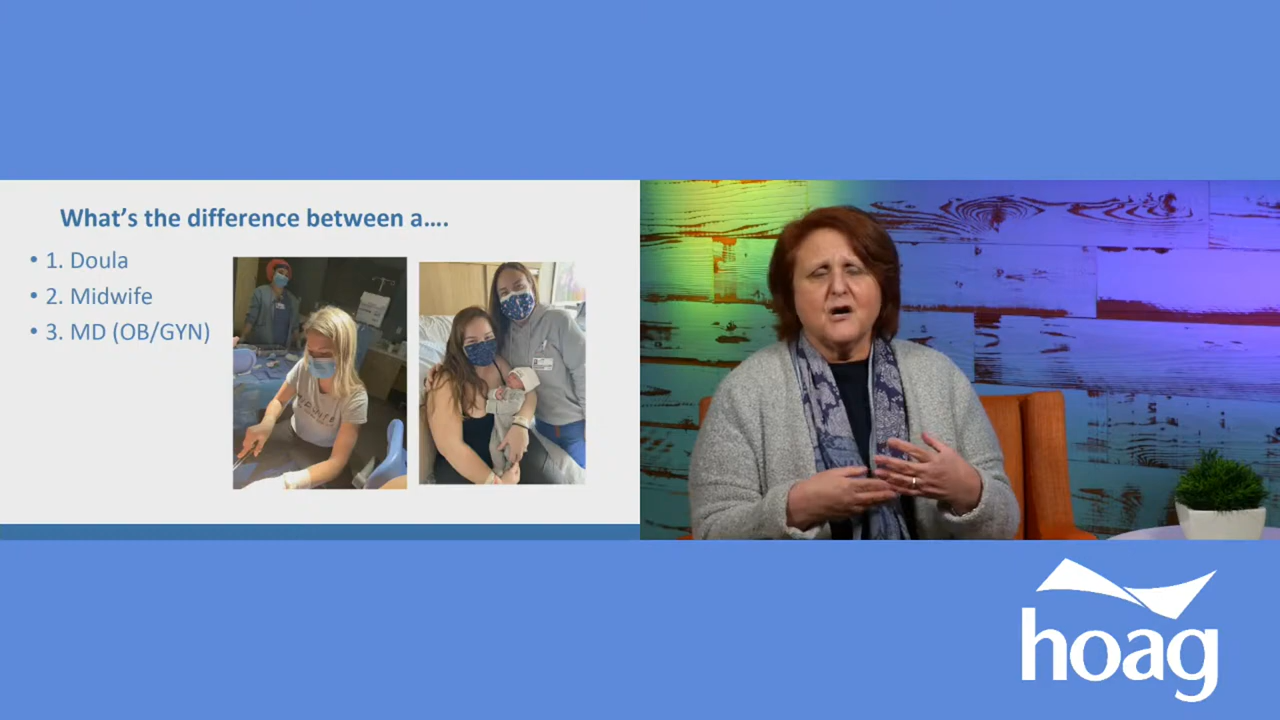 What's the difference between a....
• 1. Doula
• 2. Midwife
• 3. MD (OB/GYN)
hoag